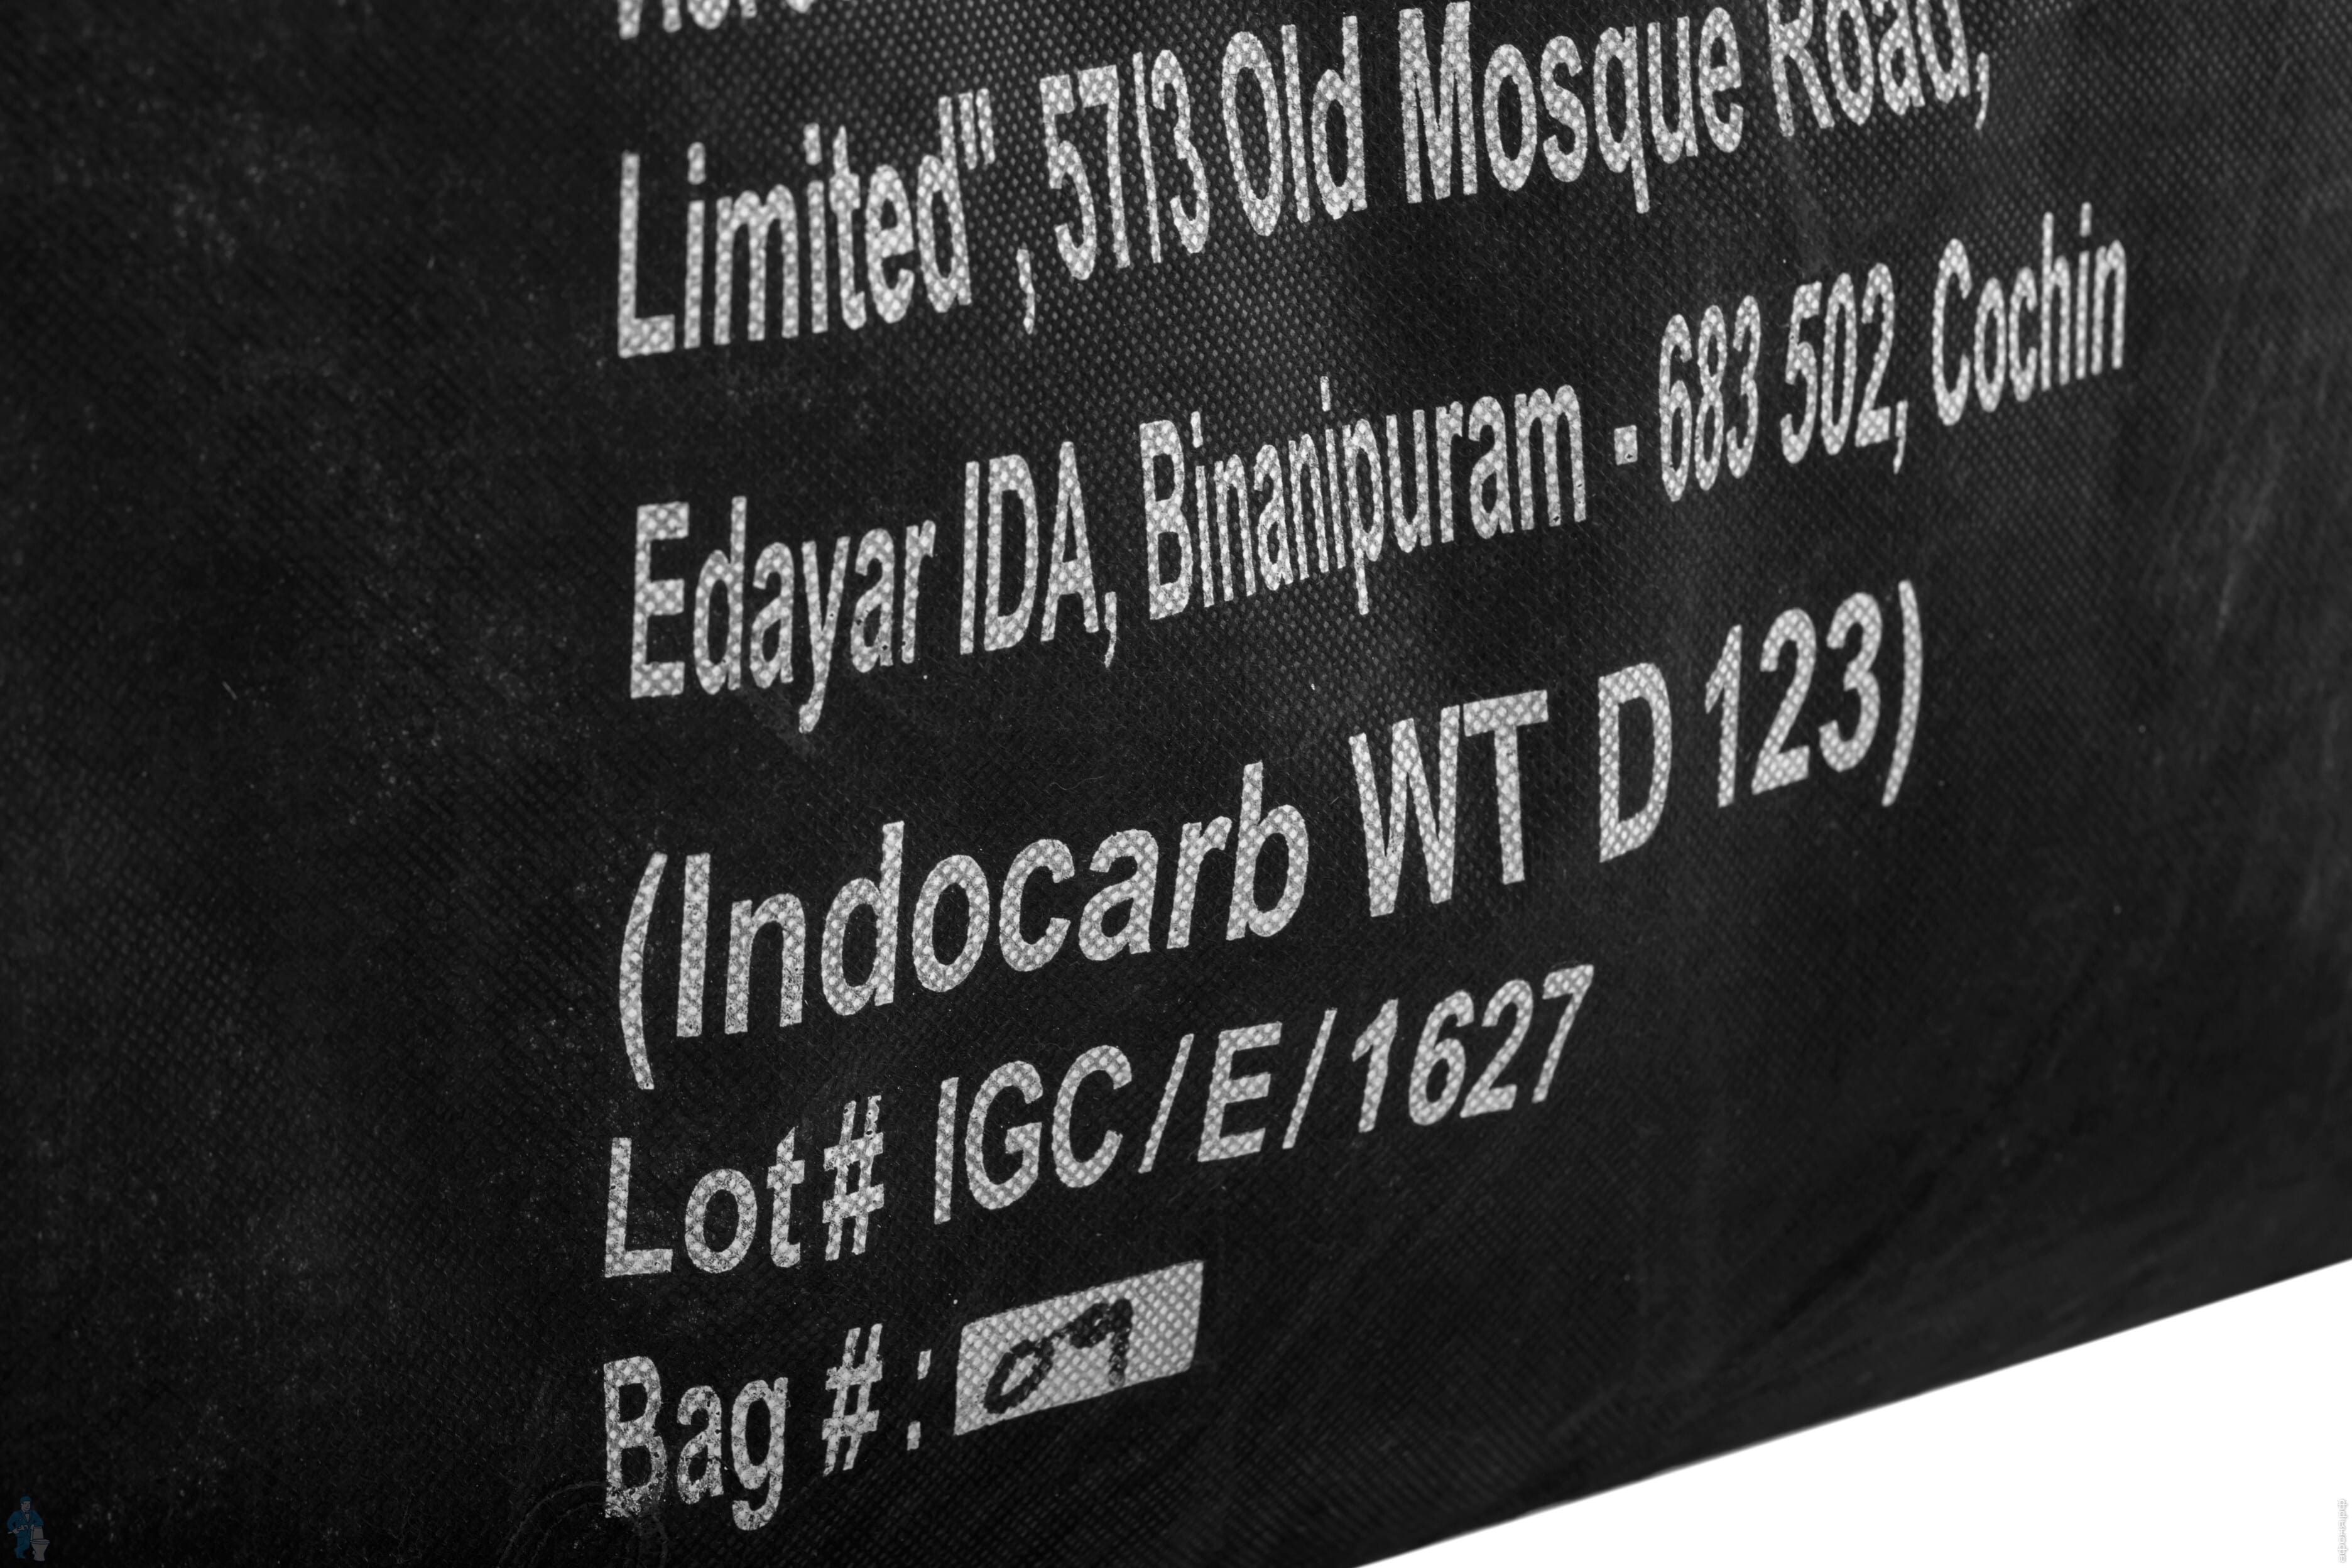 Limited", 57/3 Old Mosque Road,
Edayar IDA, Binanipuram - 683 502, Cochin
(Indocarb WT D 123)
Lot # IGC/E/1627
Bag # : 09